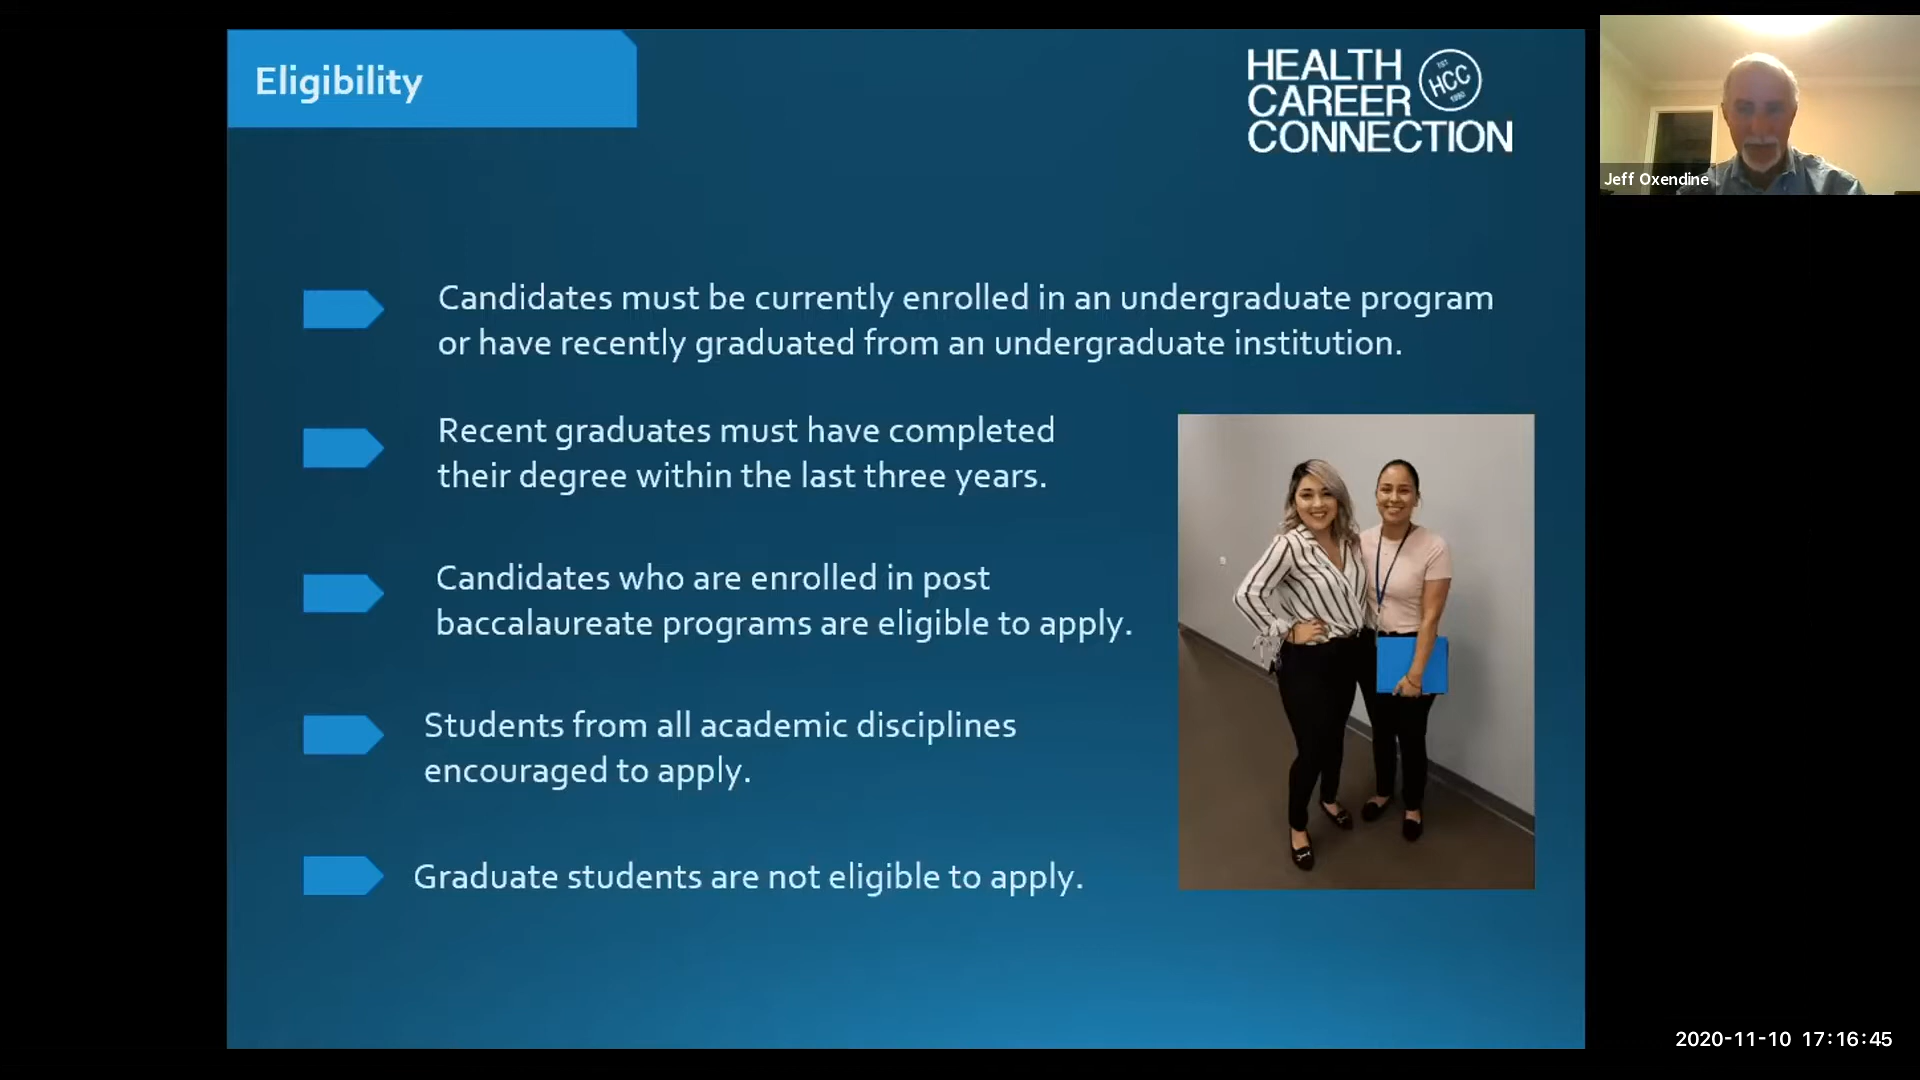 Eligibility
HEALTH
CAREER
CONNECTION
EST
HCC
Jeff Oxendine
Candidates must be currently enrolled in an undergraduate program
or have recently graduated from an undergraduate institution.
Recent graduates must have completed
their degree within the last three years.
Candidates who are enrolled in post
baccalaureate programs are eligible to apply.
Students from all academic disciplines
encouraged to apply.
Graduate students are not eligible to apply.
2020-11-10 17:16:45